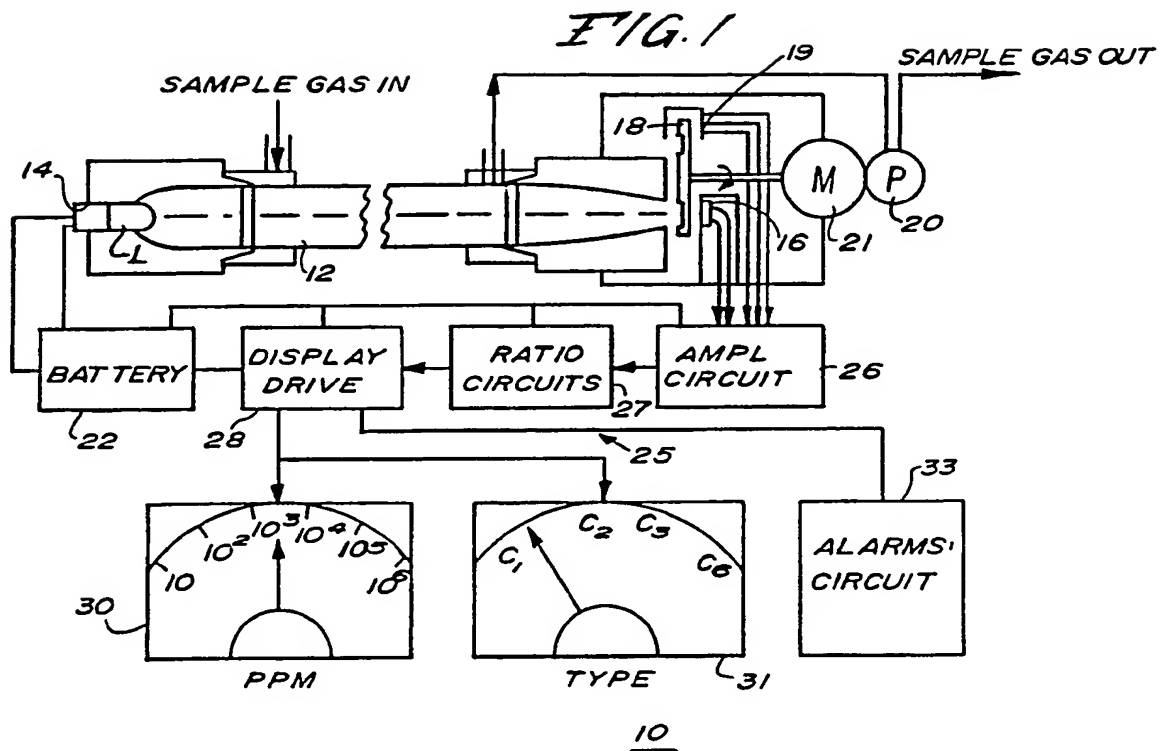 FIG. 1
SAMPLE GAS OUT
19
SAMPLE GAS IN
18
14
M
P
L
12
16
21
20
BATTERY
DISPLAY
DRIVE
RATIO
CIRCUITS
AMPL
CIRCUIT
26
22
28
27
25
33
10
10²
10³
10⁴
10⁵
10⁶
30
PPM
C₁
C₂
C₃
C₆
TYPE
31
ALARMS:
CIRCUIT
10